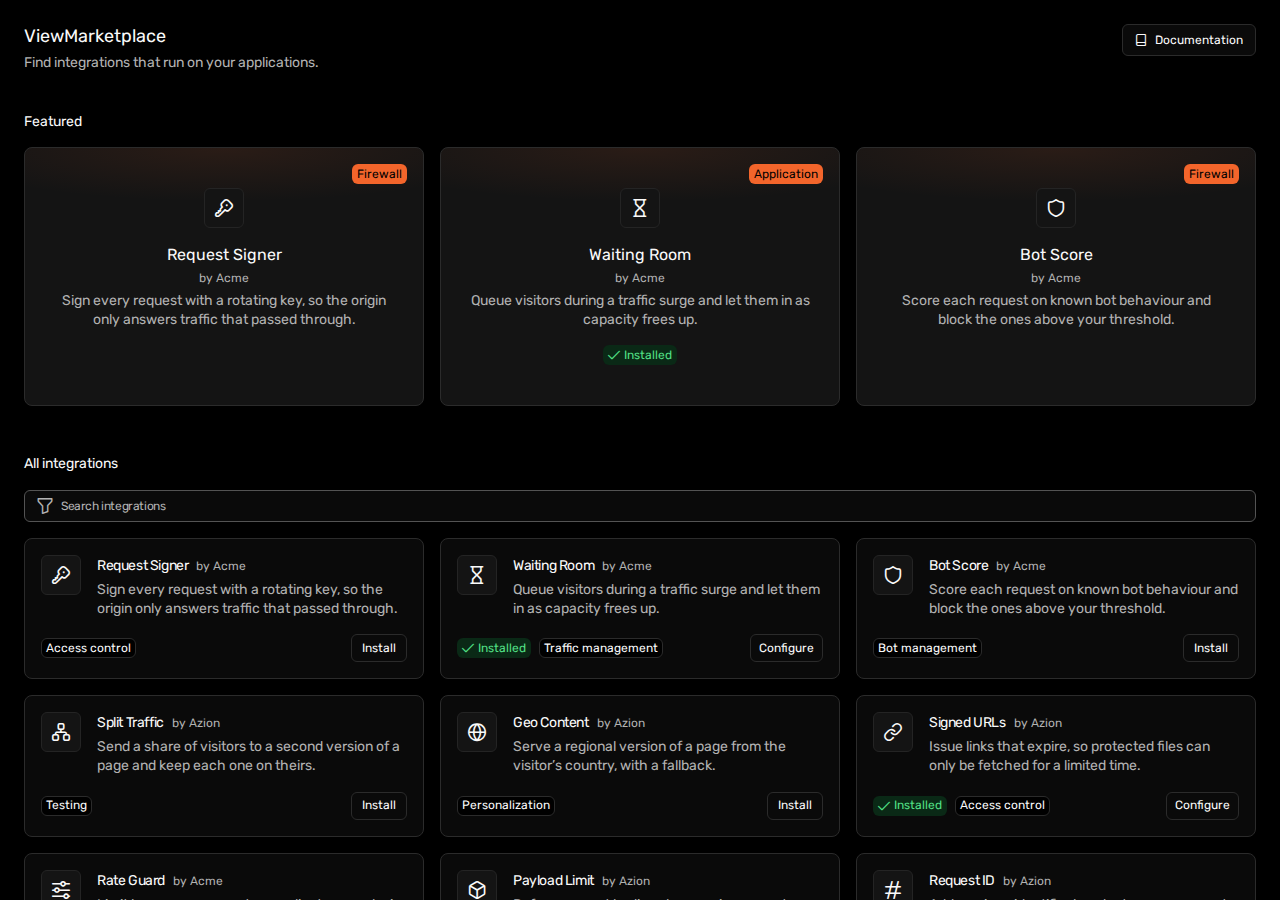 ViewMarketplace
Documentation
Find integrations that run on your applications.
Featured
Firewall
Request Signer
by Acme
Sign every request with a rotating key, so the origin
only answers traffic that passed through.
Application
Waiting Room
by Acme
Queue visitors during a traffic surge and let them in as
capacity frees up.
Installed
Firewall
Bot Score
by Acme
Score each request on known bot behaviour and
block the ones above your threshold.
All integrations
Search integrations
Request Signer by Acme
Sign every request with a rotating key, so the
origin only answers traffic that passed through.
Access control
Install
Waiting Room by Acme
Queue visitors during a traffic surge and let them
in as capacity frees up.
Installed
Traffic management
Configure
Bot Score by Acme
Score each request on known bot behaviour and
block the ones above your threshold.
Bot management
Install
Split Traffic by Azion
Send a share of visitors to a second version of a
page and keep each one on theirs.
Testing
Install
Geo Content by Azion
Serve a regional version of a page from the
visitor’s country, with a fallback.
Personalization
Install
Signed URLs by Azion
Issue links that expire, so protected files can
only be fetched for a limited time.
Installed
Access control
Configure
Rate Guard by Acme
Payload Limit by Azion
Request ID by Azion